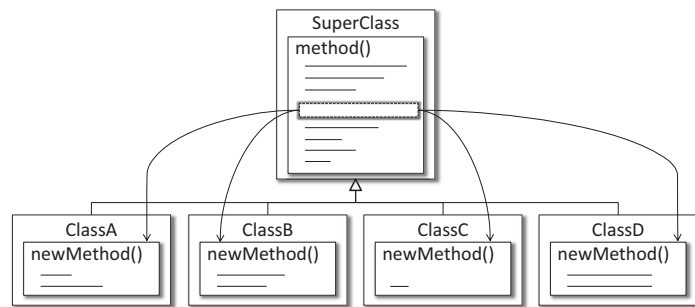 SuperClass
method()
ClassA
newMethod()
ClassB
newMethod()
ClassC
newMethod()
ClassD
newMethod()